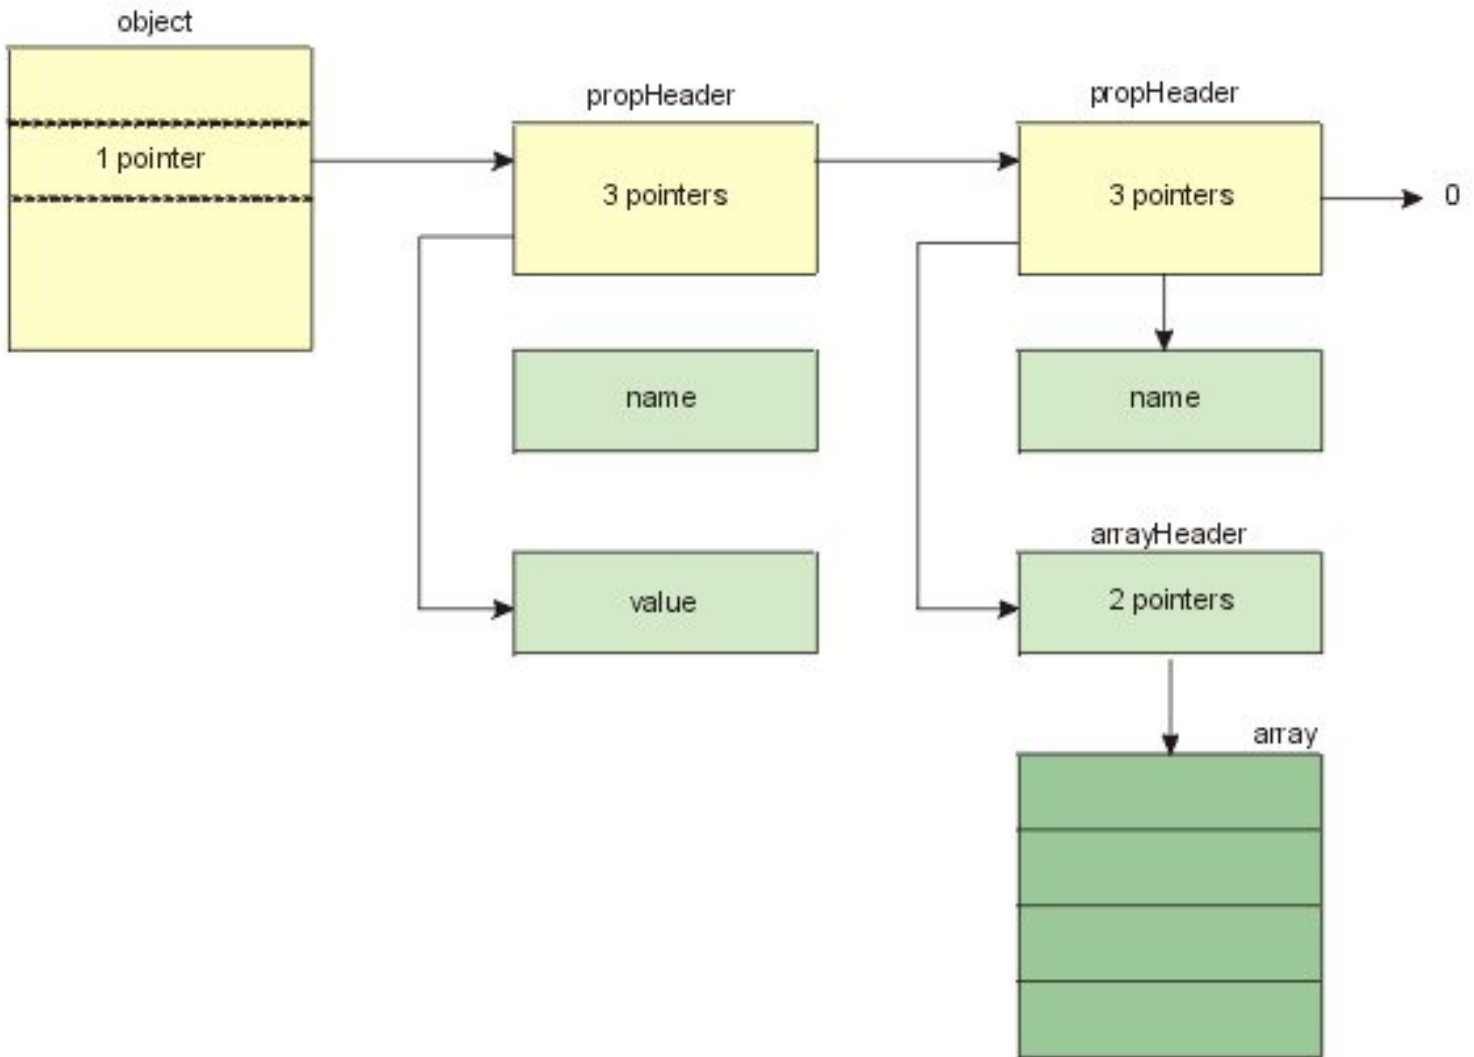 object
1 pointer
propHeader
3 pointers
propHeader
3 pointers
0
name
name
value
arrayHeader
2 pointers
array